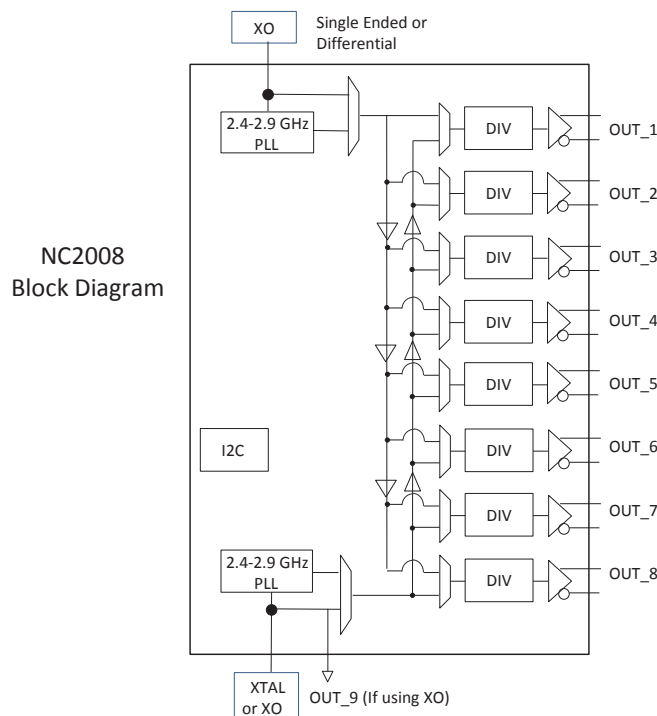 XO
Single Ended or
Differential
2.4-2.9 GHz
PLL
DIV
OUT_1
DIV
OUT_2
DIV
OUT_3
NC2008
Block Diagram
DIV
OUT_4
DIV
OUT_5
I2C
DIV
OUT_6
DIV
OUT_7
2.4-2.9 GHz
PLL
DIV
OUT_8
XTAL
or XO
OUT_9 (If using XO)